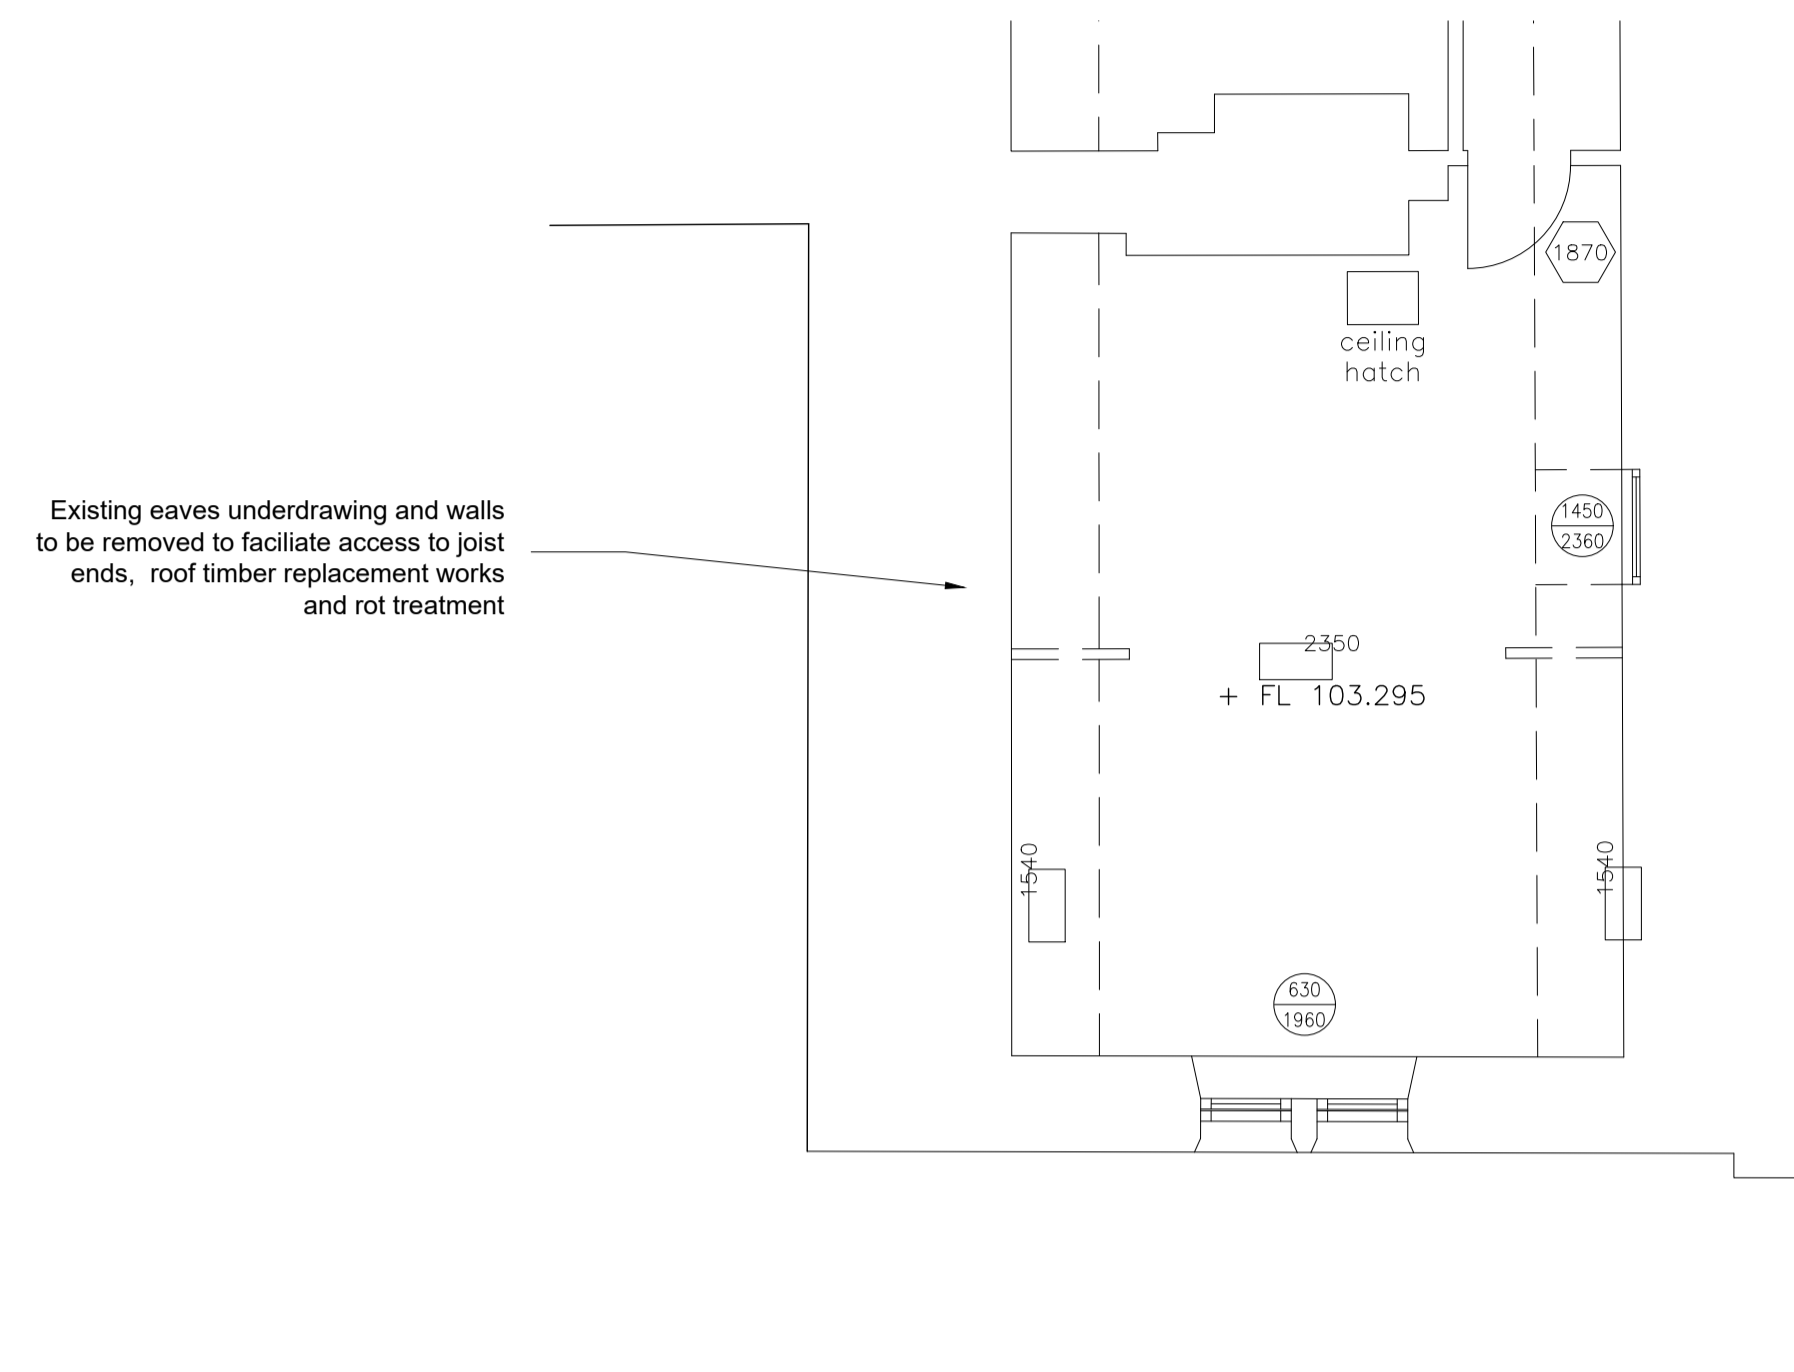 1870
ceiling
hatch
Existing eaves underdrawing and walls
to be removed to faciliate access to joist
ends,  roof timber replacement works
and rot treatment
1450
2360
2350
+ FL 103.295
1540
1540
630
1960